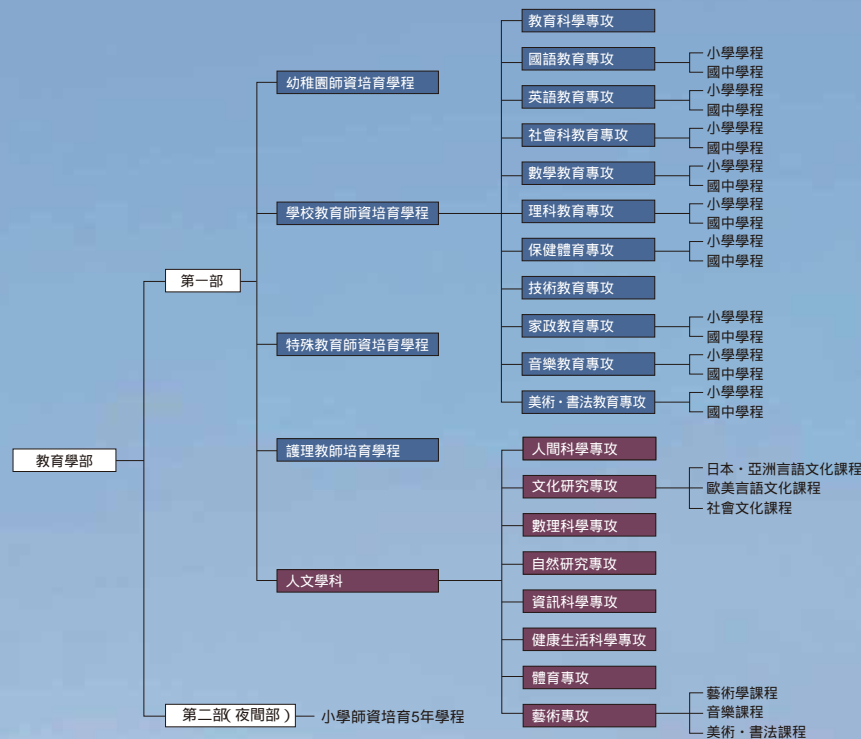 教育學部
第一部
幼稚園師資培育學程
學校教育師資培育學程
教育科學專攻
國語教育專攻
小學學程
國中學程
英語教育專攻
小學學程
國中學程
社會科教育專攻
小學學程
國中學程
數學教育專攻
小學學程
國中學程
理科教育專攻
小學學程
國中學程
保健體育專攻
小學學程
國中學程
技術教育專攻
家政教育專攻
小學學程
國中學程
音樂教育專攻
小學學程
國中學程
美術・書法教育專攻
小學學程
國中學程
特殊教育師資培育學程
護理教師培育學程
人文學科
人間科學專攻
文化研究專攻
日本・亞洲言語文化課程
歐美言語文化課程
社會文化課程
數理科學專攻
自然研究專攻
資訊科學專攻
健康生活科學專攻
體育專攻
藝術專攻
藝術學課程
音樂課程
美術・書法課程
第二部(夜間部)
小學師資培育5年學程